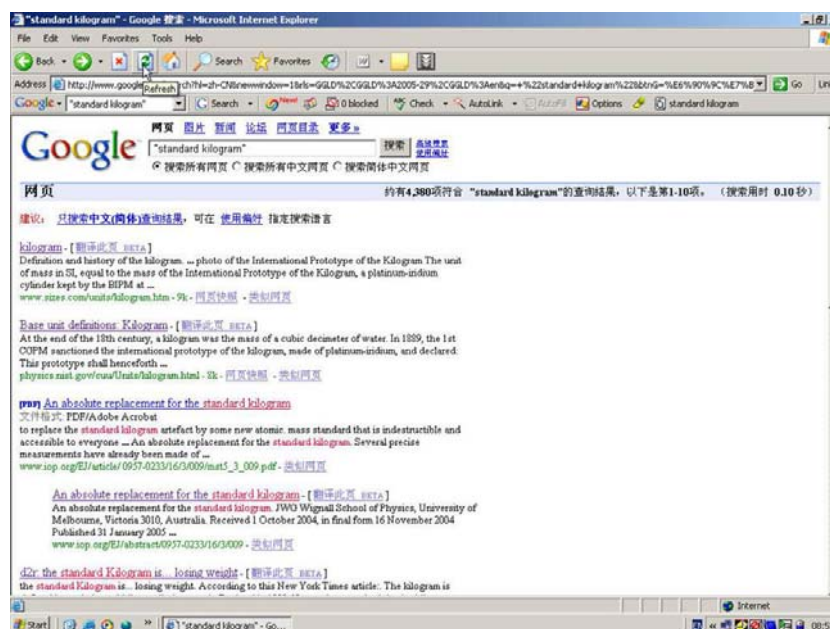 "standard kilogram" - Google 搜索 - Microsoft Internet Explorer
File Edit View Favorites Tools Help
Back Search Favorites
Address http://www.google
Refresh
Go
Google "standard kilogram" Search New! 0 blocked Check AutoLink AutoFill Options standard kilogram
网页 图片 新闻 论坛 网页目录 更多»
Google "standard kilogram" 搜索 高级搜索
使用偏好
搜索所有网页 搜索所有中文网页 搜索简体中文网页
网页 约有4,380项符合 "standard kilogram"的查询结果，以下是第1-10项。 （搜索用时 0.10 秒）
建议： 只搜索中文(简体)查询结果，可在 使用偏好 指定搜索语言
kilogram - [ 翻译此页 BETA ]
Definition and history of the kilogram. ... photo of the International Prototype of the Kilogram The unit
of mass in SI, equal to the mass of the International Prototype of the Kilogram, a platinum-iridium
cylinder kept by the BIPM at ...
www.sizes.com/units/kilogram.htm - 9k - 网页快照 - 类似网页
Base unit definitions: Kilogram - [ 翻译此页 BETA ]
At the end of the 18th century, a kilogram was the mass of a cubic decimeter of water. In 1889, the 1st
CGPM sanctioned the international prototype of the kilogram, made of platinum-iridium, and declared:
This prototype shall henceforth ...
physics.nist.gov/cuu/Units/kilogram.html - 8k - 网页快照 - 类似网页
[PDF] An absolute replacement for the standard kilogram
文件格式: PDF/Adobe Acrobat
to replace the standard kilogram artefact by some new atomic. mass standard that is indestructible and
accessible to everyone ... An absolute replacement for the standard kilogram. Several precise
measurements have already been made of ...
www.iop.org/EJ/article/ 0957-0233/16/3/009/mst5_3_009.pdf - 类似网页
An absolute replacement for the standard kilogram - [ 翻译此页 BETA ]
An absolute replacement for the standard kilogram. JWG Wignall School of Physics, University of
Melbourne, Victoria 3010, Australia. Received 1 October 2004, in final form 16 November 2004
Published 31 January 2005 ...
www.iop.org/EJ/abstract/0957-0233/16/3/009 - 类似网页
d2r: the standard Kilogram is... losing weight - [ 翻译此页 BETA ]
the standard Kilogram is... losing weight. According to this New York Times article:. The kilogram is
Internet
Start "standard kilogram" - Go...